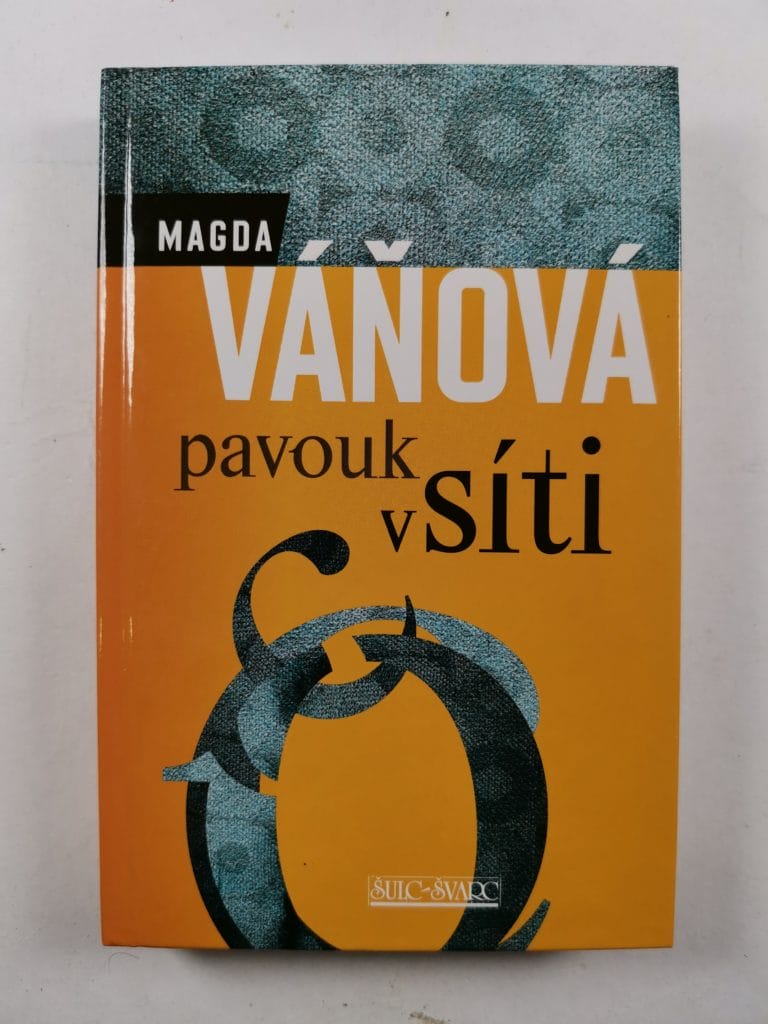 MAGDA
VÁŇOVÁ
pavouk
v síti
ŠULC-ŠVARC